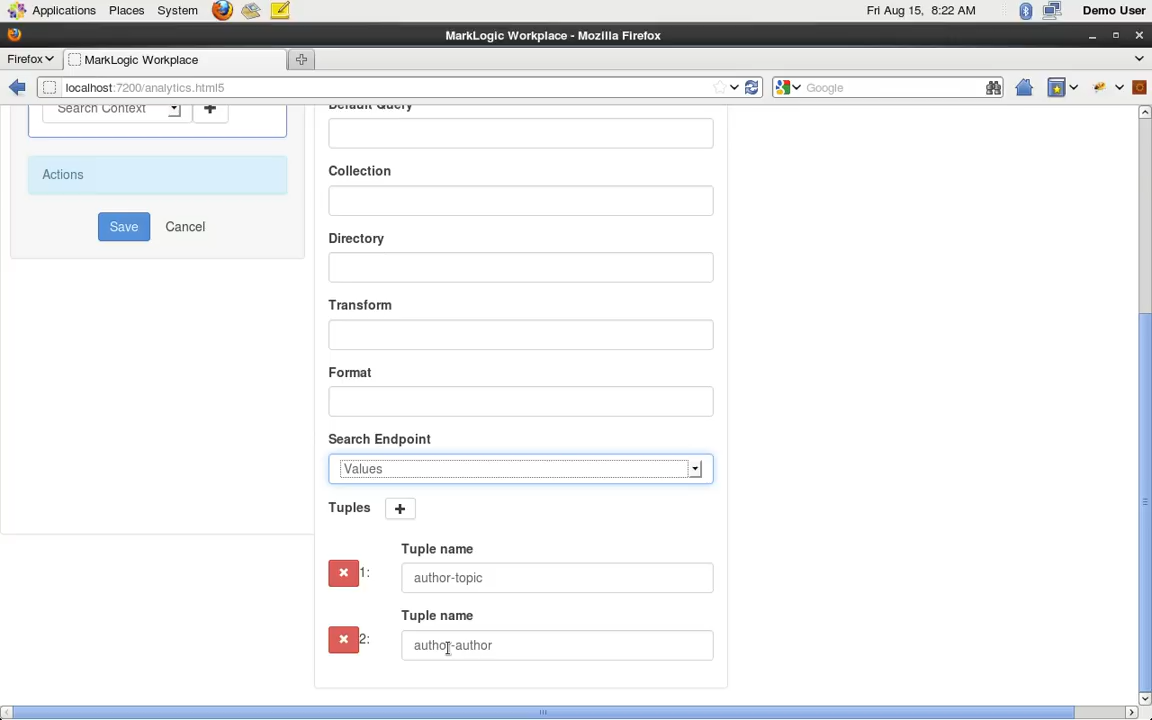 Applications Places System Fri Aug 15, 8:22 AM Demo User
MarkLogic Workplace - Mozilla Firefox
Firefox MarkLogic Workplace
localhost:7200/analytics.html5 Google
Search Context
Default Query
Collection
Actions
Save Cancel
Directory
Transform
Format
Search Endpoint
Values
Tuples
Tuple name
1: author-topic
Tuple name
2: author-author